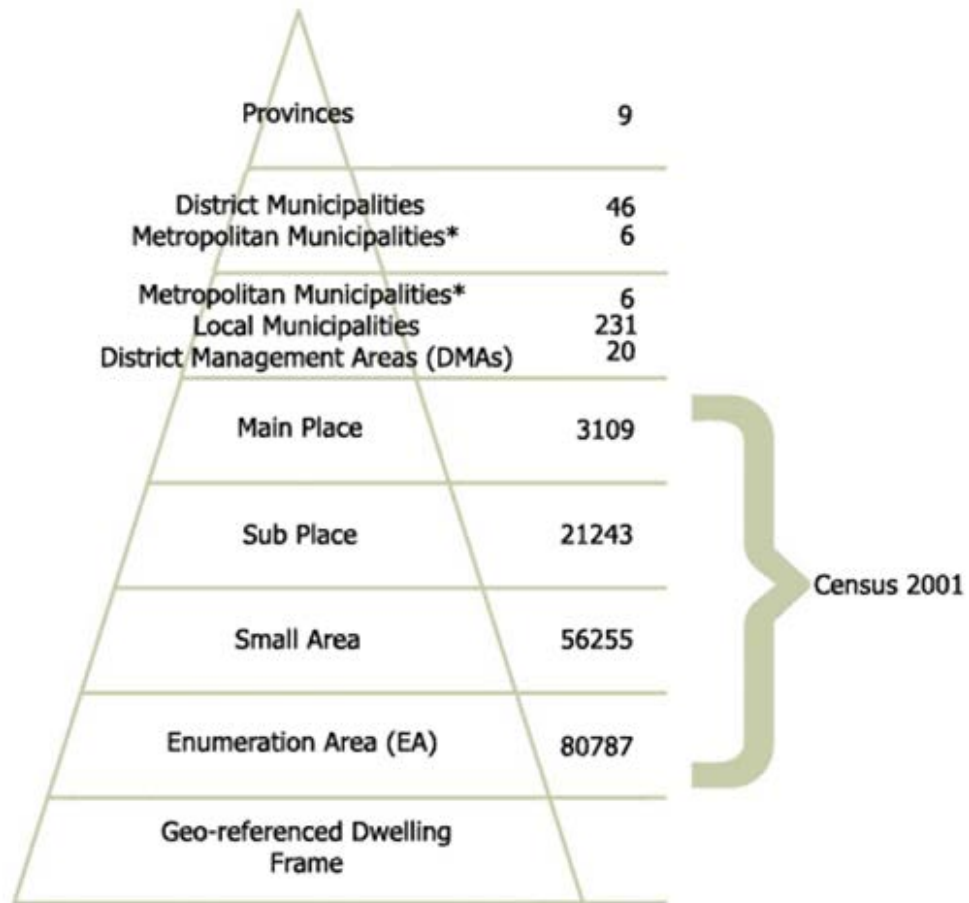 Provinces 9
District Municipalities 46
Metropolitan Municipalities* 6
Metropolitan Municipalities* 6
Local Municipalities 231
District Management Areas (DMAs) 20
Main Place 3109
Sub Place 21243
Census 2001
Small Area 56255
Enumeration Area (EA) 80787
Geo-referenced Dwelling
Frame